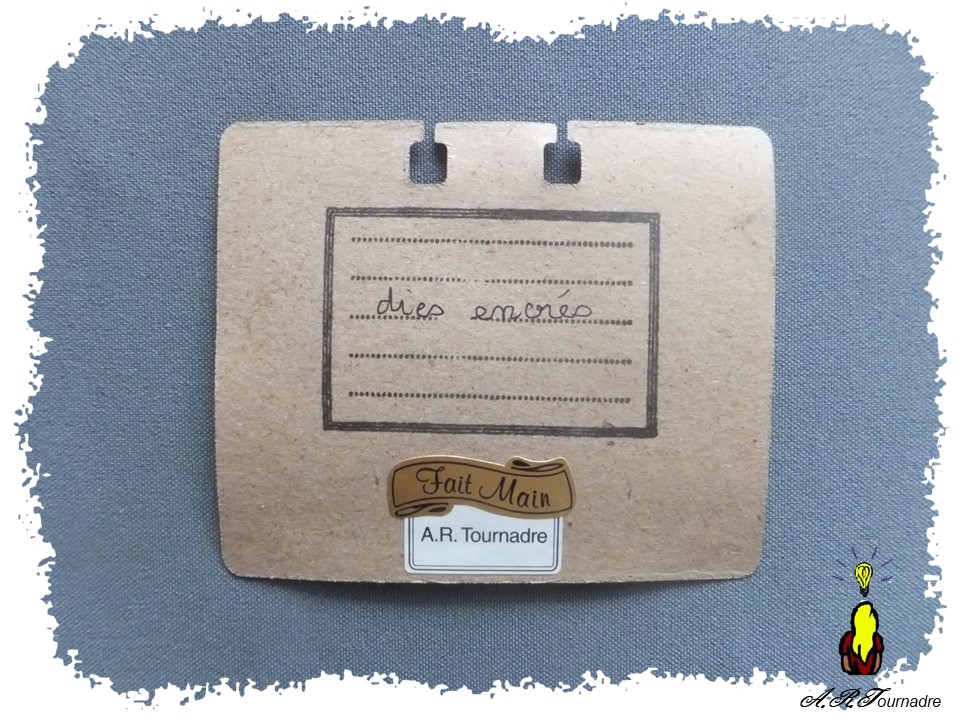 dies encrés
Fait Main
A.R. Tournadre
A.R.Tournadre